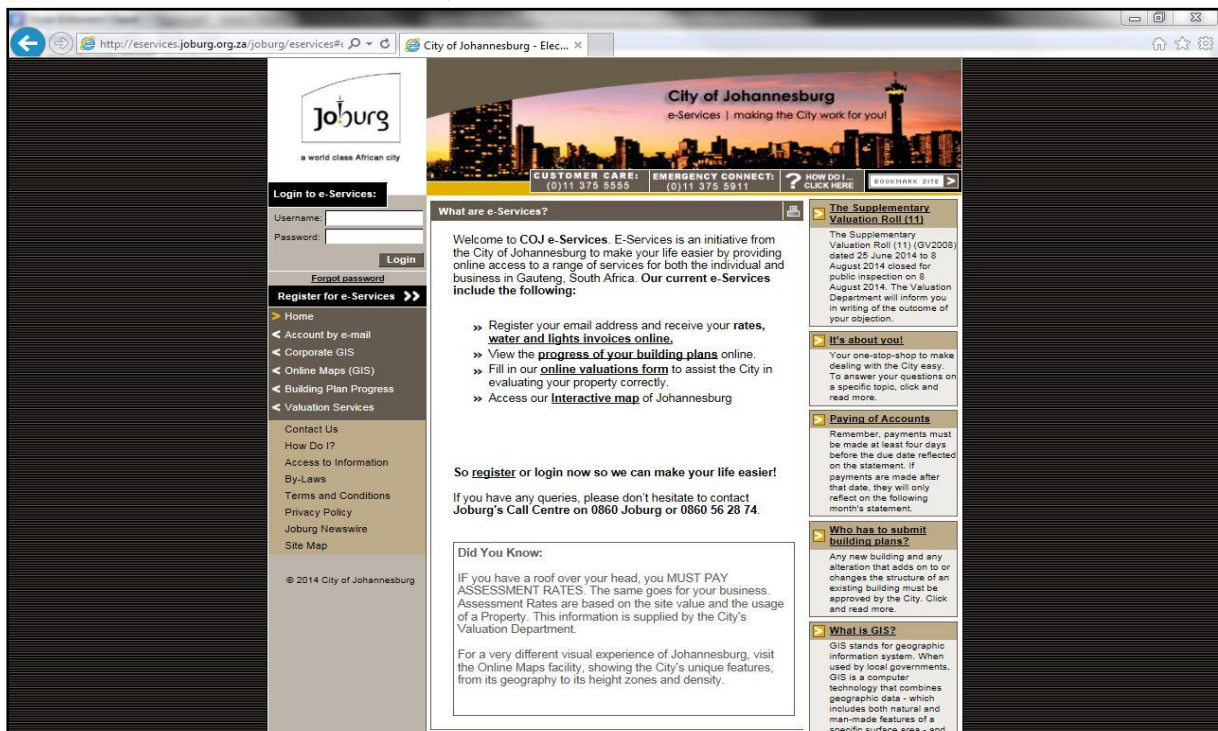 http://eservices.joburg.org.za/joburg/eservices#
City of Johannesburg - Elec...
Joburg
a world class African city
City of Johannesburg
e-Services | making the City work for you!
CUSTOMER CARE:
(0)11 375 5555
EMERGENCY CONNECT:
(0)11 375 5911
? HOW DO I ...
CLICK HERE
BOOKMARK SITE
Login to e-Services:
Username:
Password:
Login
Forgot password
Register for e-Services
Home
Account by e-mail
Corporate GIS
Online Maps (GIS)
Building Plan Progress
Valuation Services
Contact Us
How Do I?
Access to Information
By-Laws
Terms and Conditions
Privacy Policy
Joburg Newswire
Site Map
© 2014 City of Johannesburg
What are e-Services?
Welcome to COJ e-Services. E-Services is an initiative from
the City of Johannesburg to make your life easier by providing
online access to a range of services for both the individual and
business in Gauteng, South Africa. Our current e-Services
include the following:
» Register your email address and receive your rates,
water and lights invoices online.
» View the progress of your building plans online.
» Fill in our online valuations form to assist the City in
evaluating your property correctly.
» Access our Interactive map of Johannesburg
So register or login now so we can make your life easier!
If you have any queries, please don't hesitate to contact
Joburg's Call Centre on 0860 Joburg or 0860 56 28 74.
Did You Know:
IF you have a roof over your head, you MUST PAY
ASSESSMENT RATES. The same goes for your business.
Assessment Rates are based on the site value and the usage
of a Property. This information is supplied by the City's
Valuation Department.
For a very different visual experience of Johannesburg, visit
the Online Maps facility, showing the City's unique features,
from its geography to its height zones and density.
The Supplementary
Valuation Roll (11)
The Supplementary
Valuation Roll (11) (GV2008)
dated 25 June 2014 to 8
August 2014 closed for
public inspection on 8
August 2014. The Valuation
Department will inform you
in writing of the outcome of
your objection.
It's about you!
Your one-stop-shop to make
dealing with the City easy.
To answer your questions on
a specific topic, click and
read more.
Paying of Accounts
Remember, payments must
be made at least four days
before the due date reflected
on the statement. If
payments are made after
that date, they will only
reflect on the following
month's statement.
Who has to submit
building plans?
Any new building and any
alteration that adds on to or
changes the structure of an
existing building must be
approved by the City. Click
and read more.
What is GIS?
GIS stands for geographic
information system. When
used by local governments,
GIS is a computer
technology that combines
geographic data - which
includes both natural and
man-made features of a
specific surface area - and